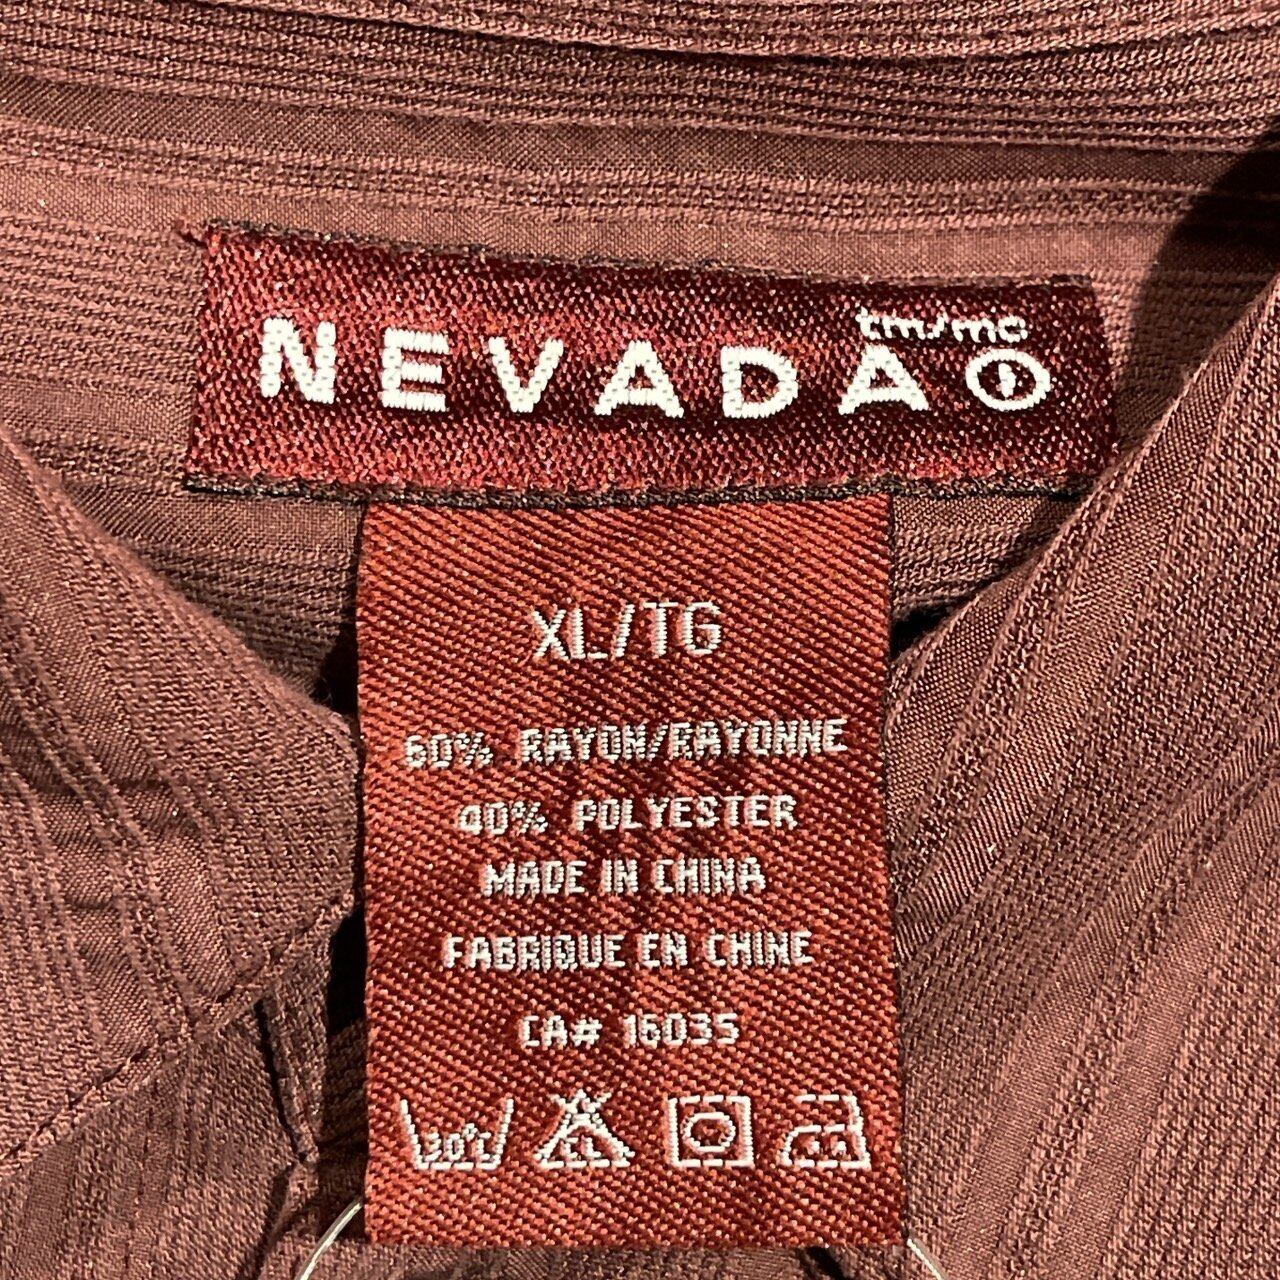 NEVADA tm/mc
XL/TG
60% RAYON/RAYONNE
40% POLYESTER
MADE IN CHINA
FABRIQUE EN CHINE
CA# 16035
30°C CL